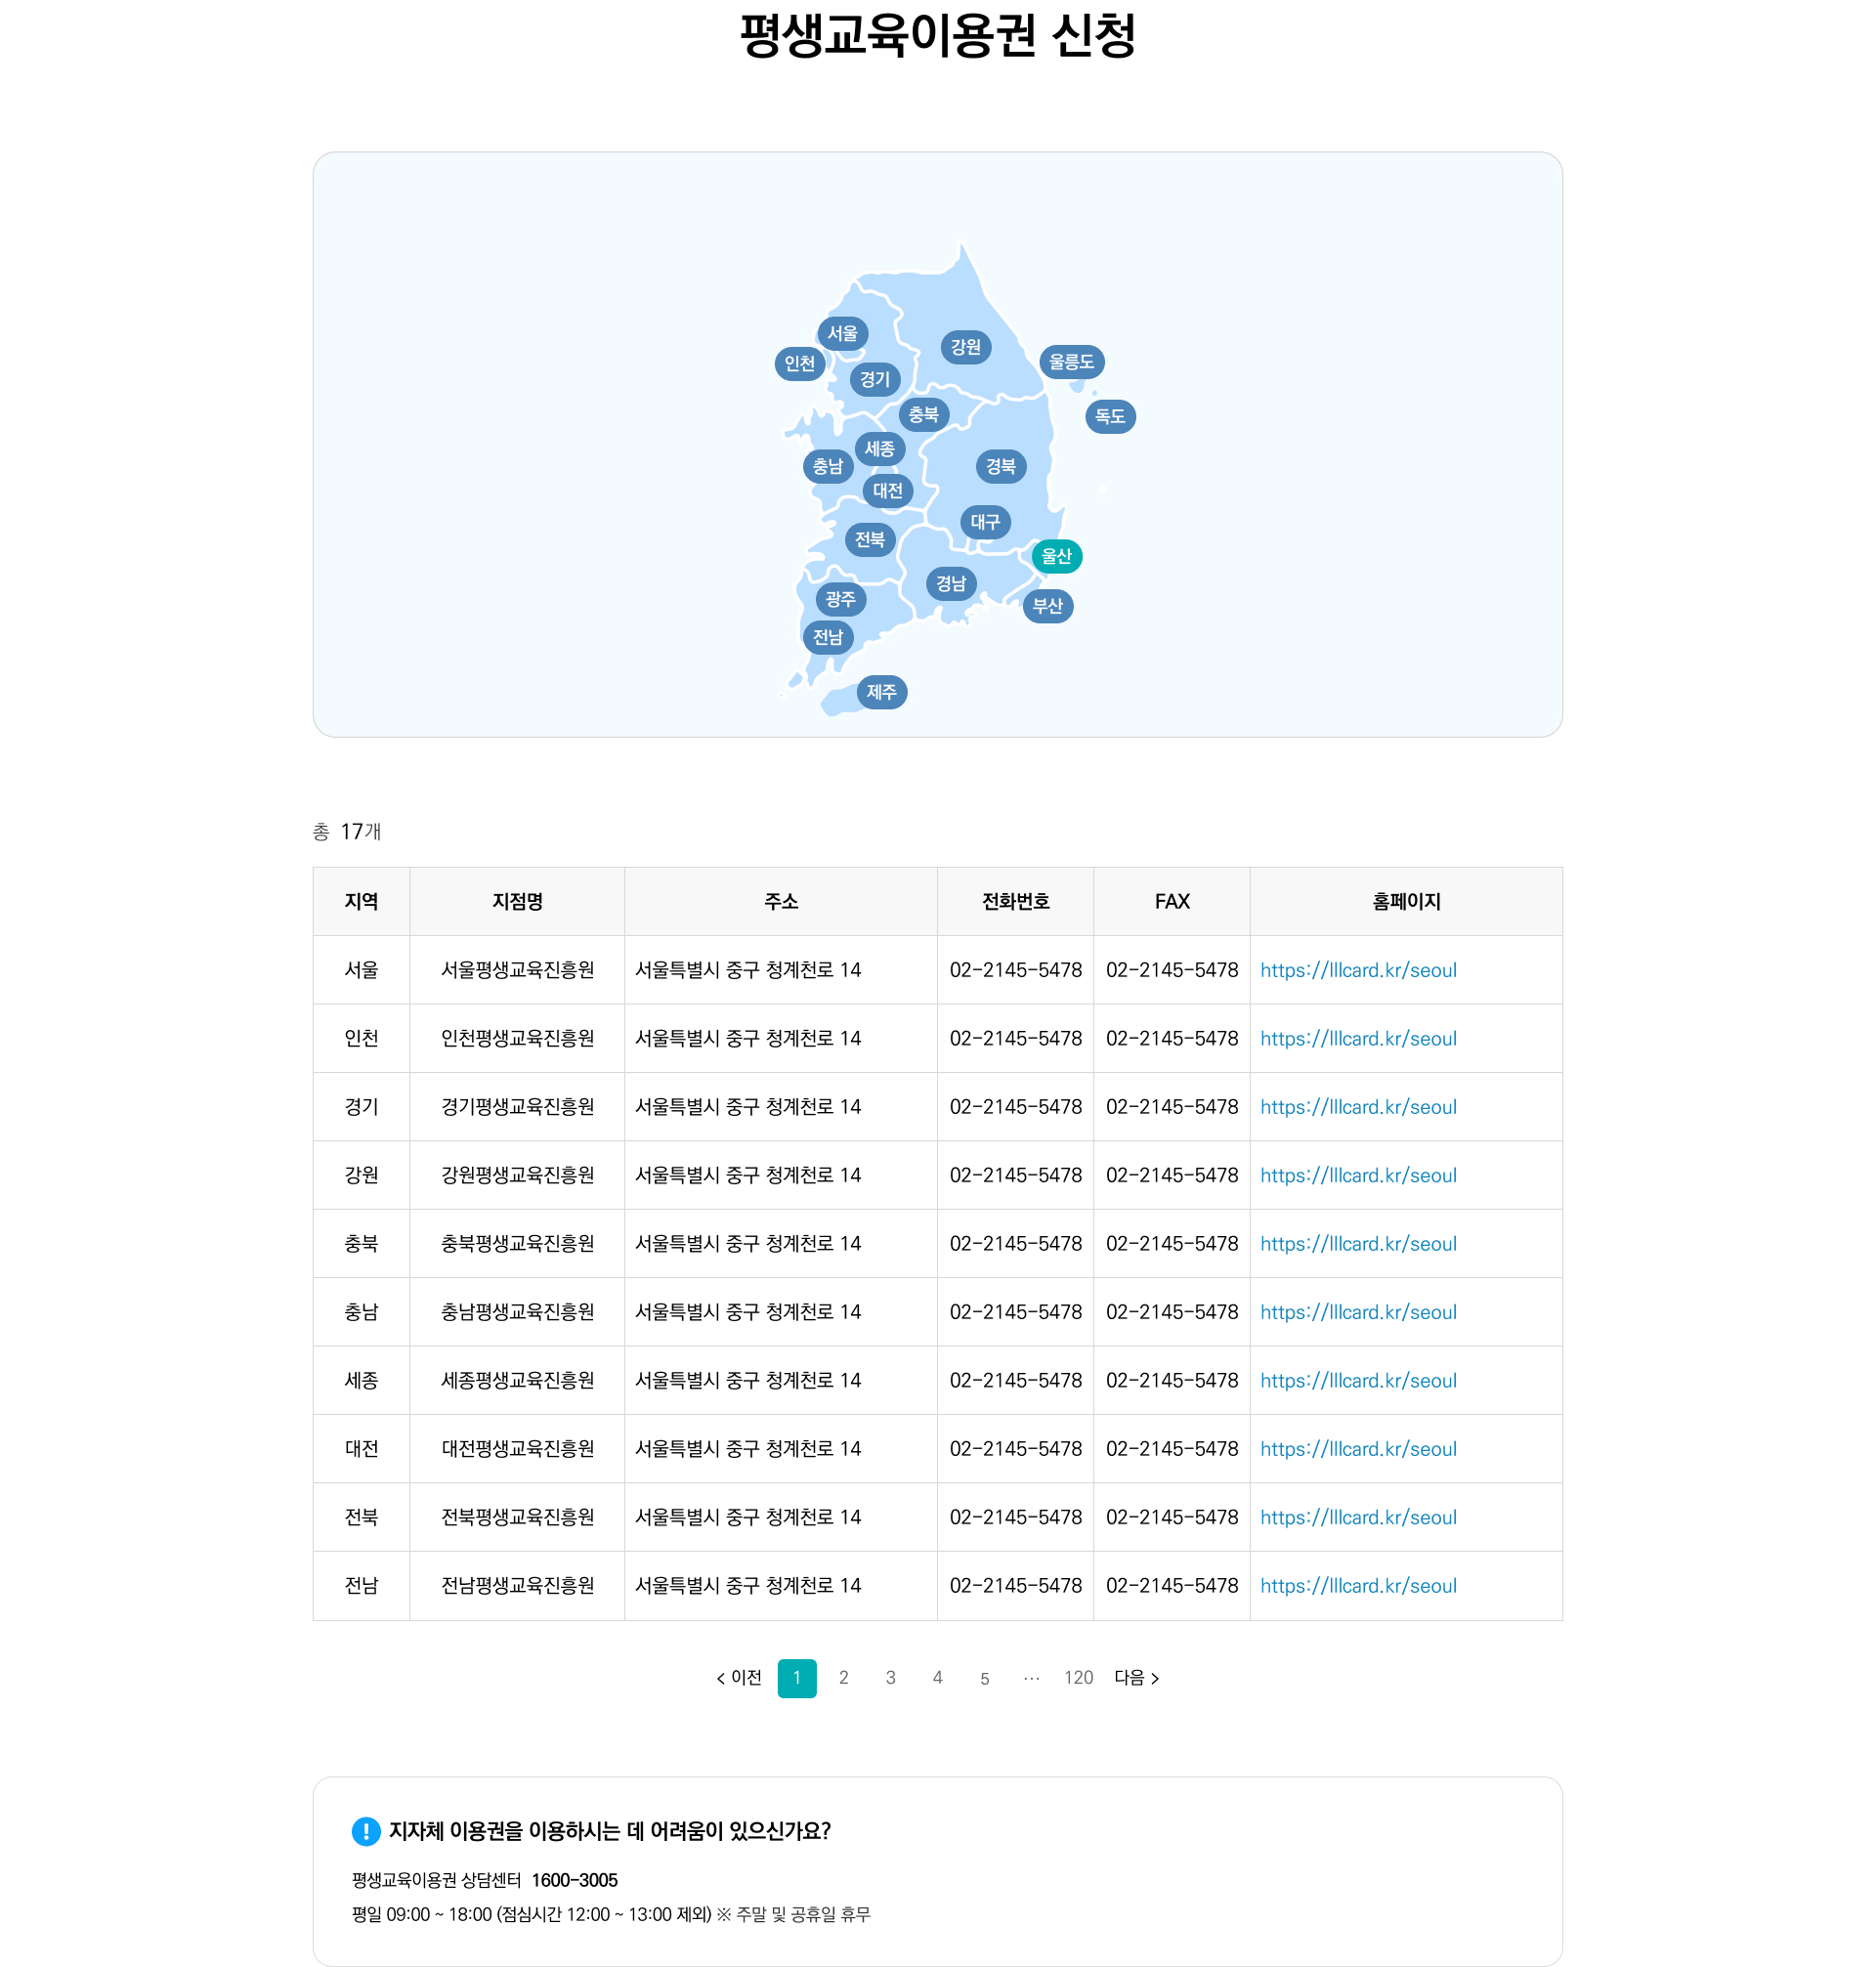 평생교육이용권 신청
서울
강원
울릉도
인천
경기
독도
충북
세종
충남
경북
대전
대구
전북
울산
경남
광주
부산
전남
제주
총 17개
지역 지점명 주소 전화번호 FAX 홈페이지
서울 서울평생교육진흥원 서울특별시 중구 청계천로 14 02-2145-5478 02-2145-5478 https://lllcard.kr/seoul
인천 인천평생교육진흥원 서울특별시 중구 청계천로 14 02-2145-5478 02-2145-5478 https://lllcard.kr/seoul
경기 경기평생교육진흥원 서울특별시 중구 청계천로 14 02-2145-5478 02-2145-5478 https://lllcard.kr/seoul
강원 강원평생교육진흥원 서울특별시 중구 청계천로 14 02-2145-5478 02-2145-5478 https://lllcard.kr/seoul
충북 충북평생교육진흥원 서울특별시 중구 청계천로 14 02-2145-5478 02-2145-5478 https://lllcard.kr/seoul
충남 충남평생교육진흥원 서울특별시 중구 청계천로 14 02-2145-5478 02-2145-5478 https://lllcard.kr/seoul
세종 세종평생교육진흥원 서울특별시 중구 청계천로 14 02-2145-5478 02-2145-5478 https://lllcard.kr/seoul
대전 대전평생교육진흥원 서울특별시 중구 청계천로 14 02-2145-5478 02-2145-5478 https://lllcard.kr/seoul
전북 전북평생교육진흥원 서울특별시 중구 청계천로 14 02-2145-5478 02-2145-5478 https://lllcard.kr/seoul
전남 전남평생교육진흥원 서울특별시 중구 청계천로 14 02-2145-5478 02-2145-5478 https://lllcard.kr/seoul
< 이전 1 2 3 4 5 ··· 120 다음 >
! 지자체 이용권을 이용하시는 데 어려움이 있으신가요?
평생교육이용권 상담센터 1600-3005
평일 09:00 ~ 18:00 (점심시간 12:00 ~ 13:00 제외) ※ 주말 및 공휴일 휴무